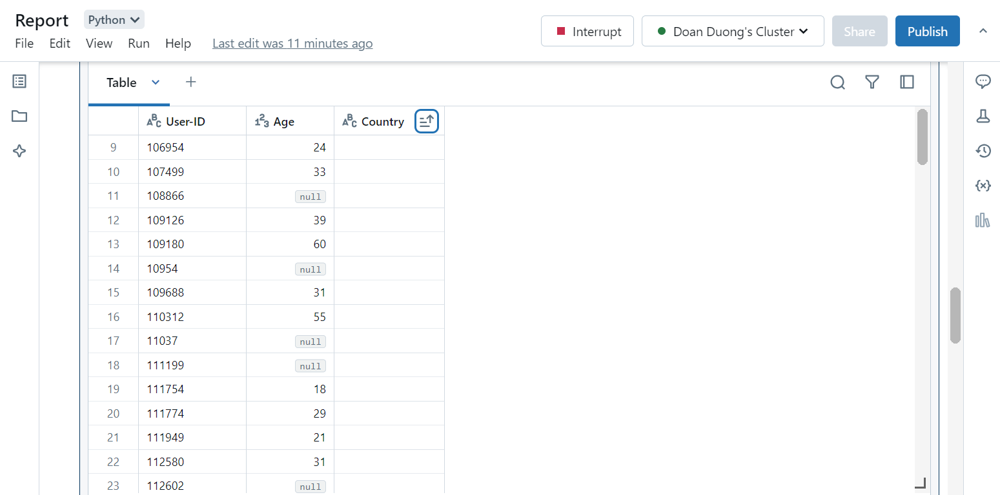 Report Python
File Edit View Run Help Last edit was 11 minutes ago
Interrupt Doan Duong's Cluster Share Publish
Table +
ABC User-ID 123 Age ABC Country
9 106954 24
10 107499 33
11 108866 null
12 109126 39
13 109180 60
14 10954 null
15 109688 31
16 110312 55
17 11037 null
18 111199 null
19 111754 18
20 111774 29
21 111949 21
22 112580 31
23 112602 null